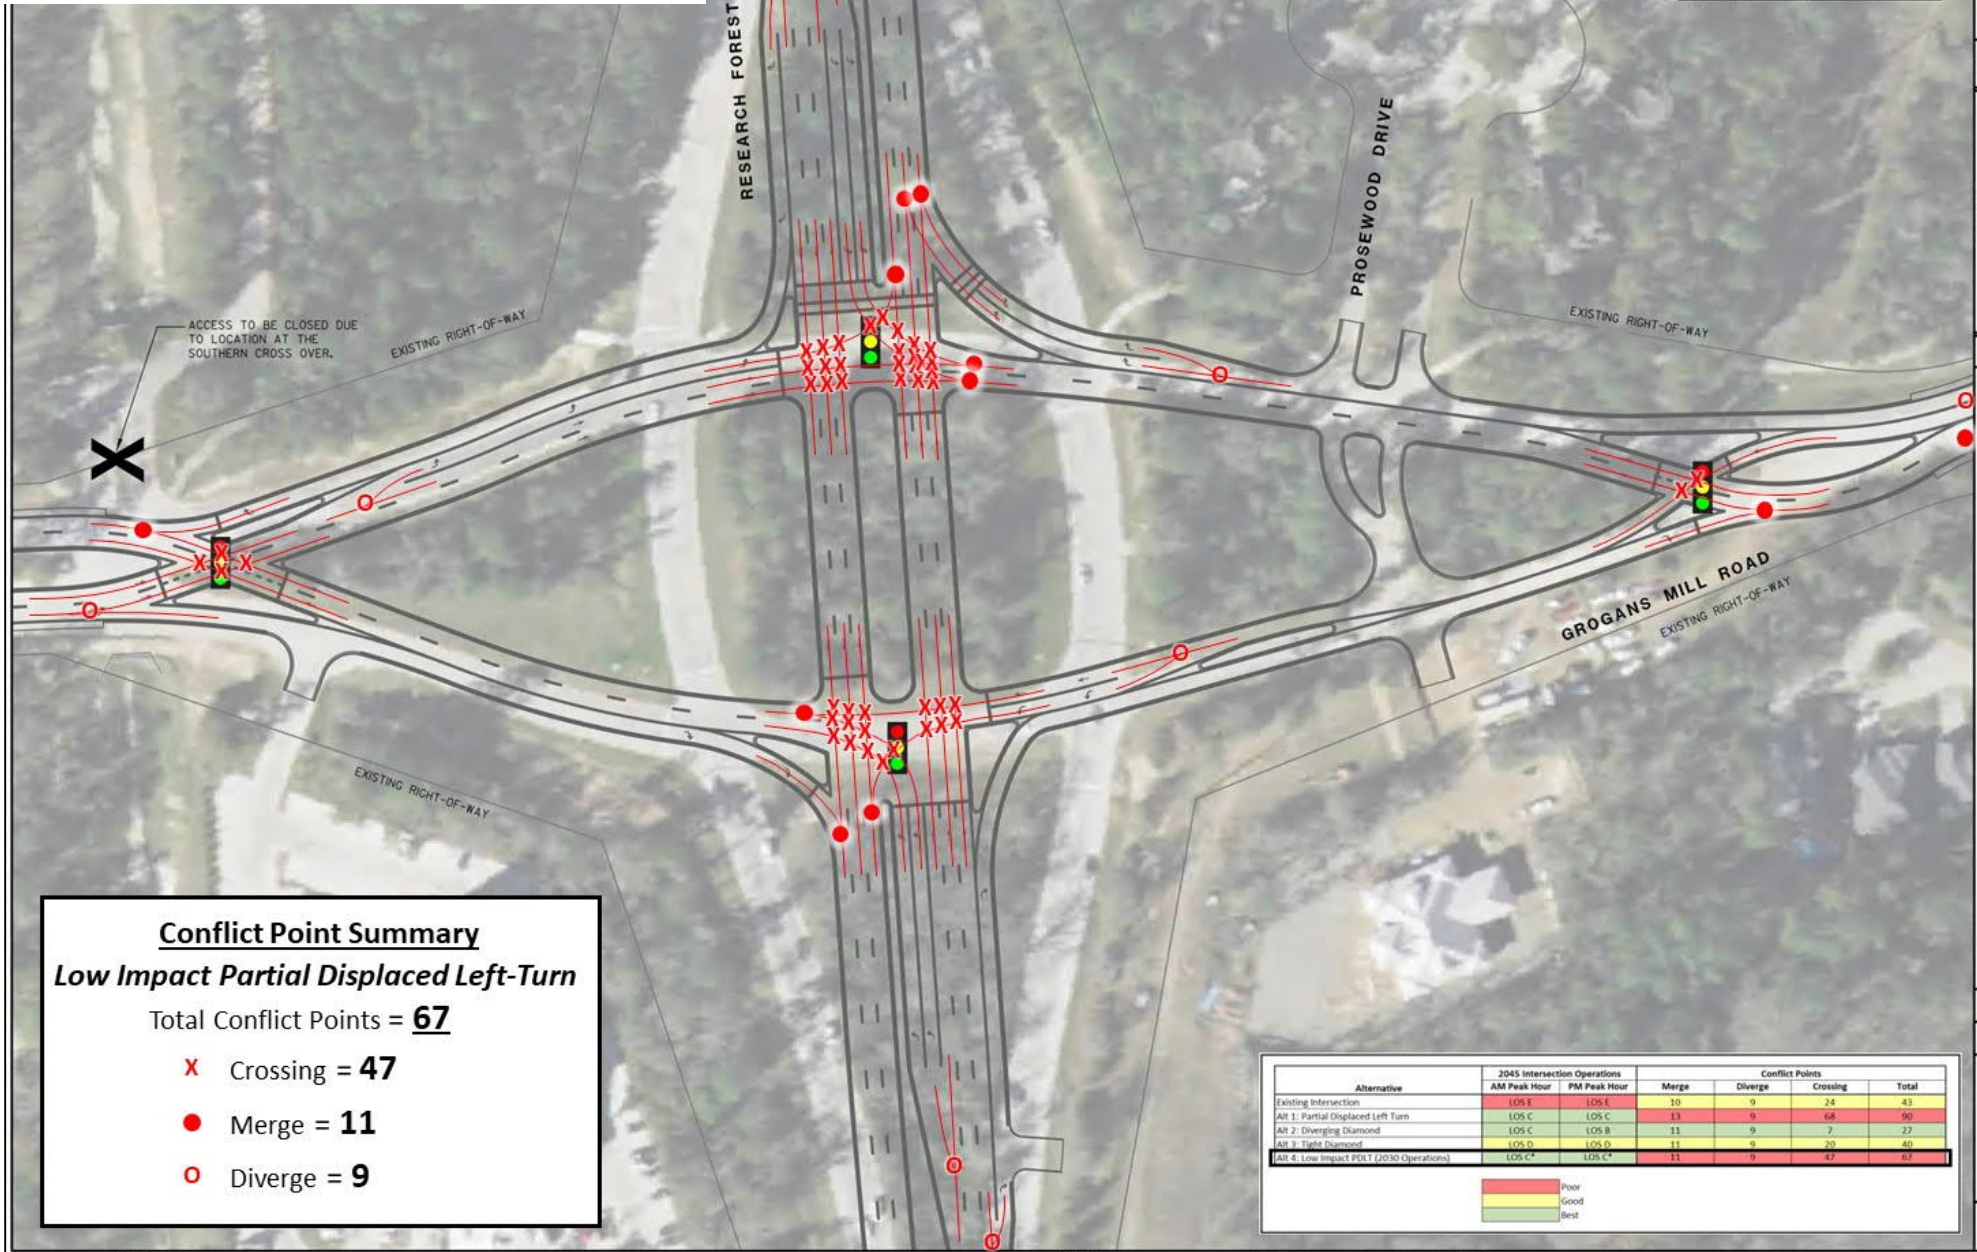 RESEARCH FOREST
PROSEWOOD DRIVE
ACCESS TO BE CLOSED DUE
TO LOCATION AT THE
SOUTHERN CROSS OVER.
EXISTING RIGHT-OF-WAY
EXISTING RIGHT-OF-WAY
GROGANS MILL ROAD
EXISTING RIGHT-OF-WAY
EXISTING RIGHT-OF-WAY
Conflict Point Summary
Low Impact Partial Displaced Left-Turn
Total Conflict Points = 67
X Crossing = 47
Merge = 11
O Diverge = 9
2045 Intersection Operations Conflict Points
Alternative AM Peak Hour PM Peak Hour Merge Diverge Crossing Total
Existing Intersection LOS E LOS E 10 9 24 43
Alt 1: Partial Displaced Left Turn LOS C LOS C 13 9 68 90
Alt 2: Diverging Diamond LOS C LOS B 11 9 7 27
Alt 3: Tight Diamond LOS D LOS D 11 9 20 40
Alt 4: Low Impact PDLT (2030 Operations) LOS C* LOS C* 11 9 47 67
Poor
Good
Best